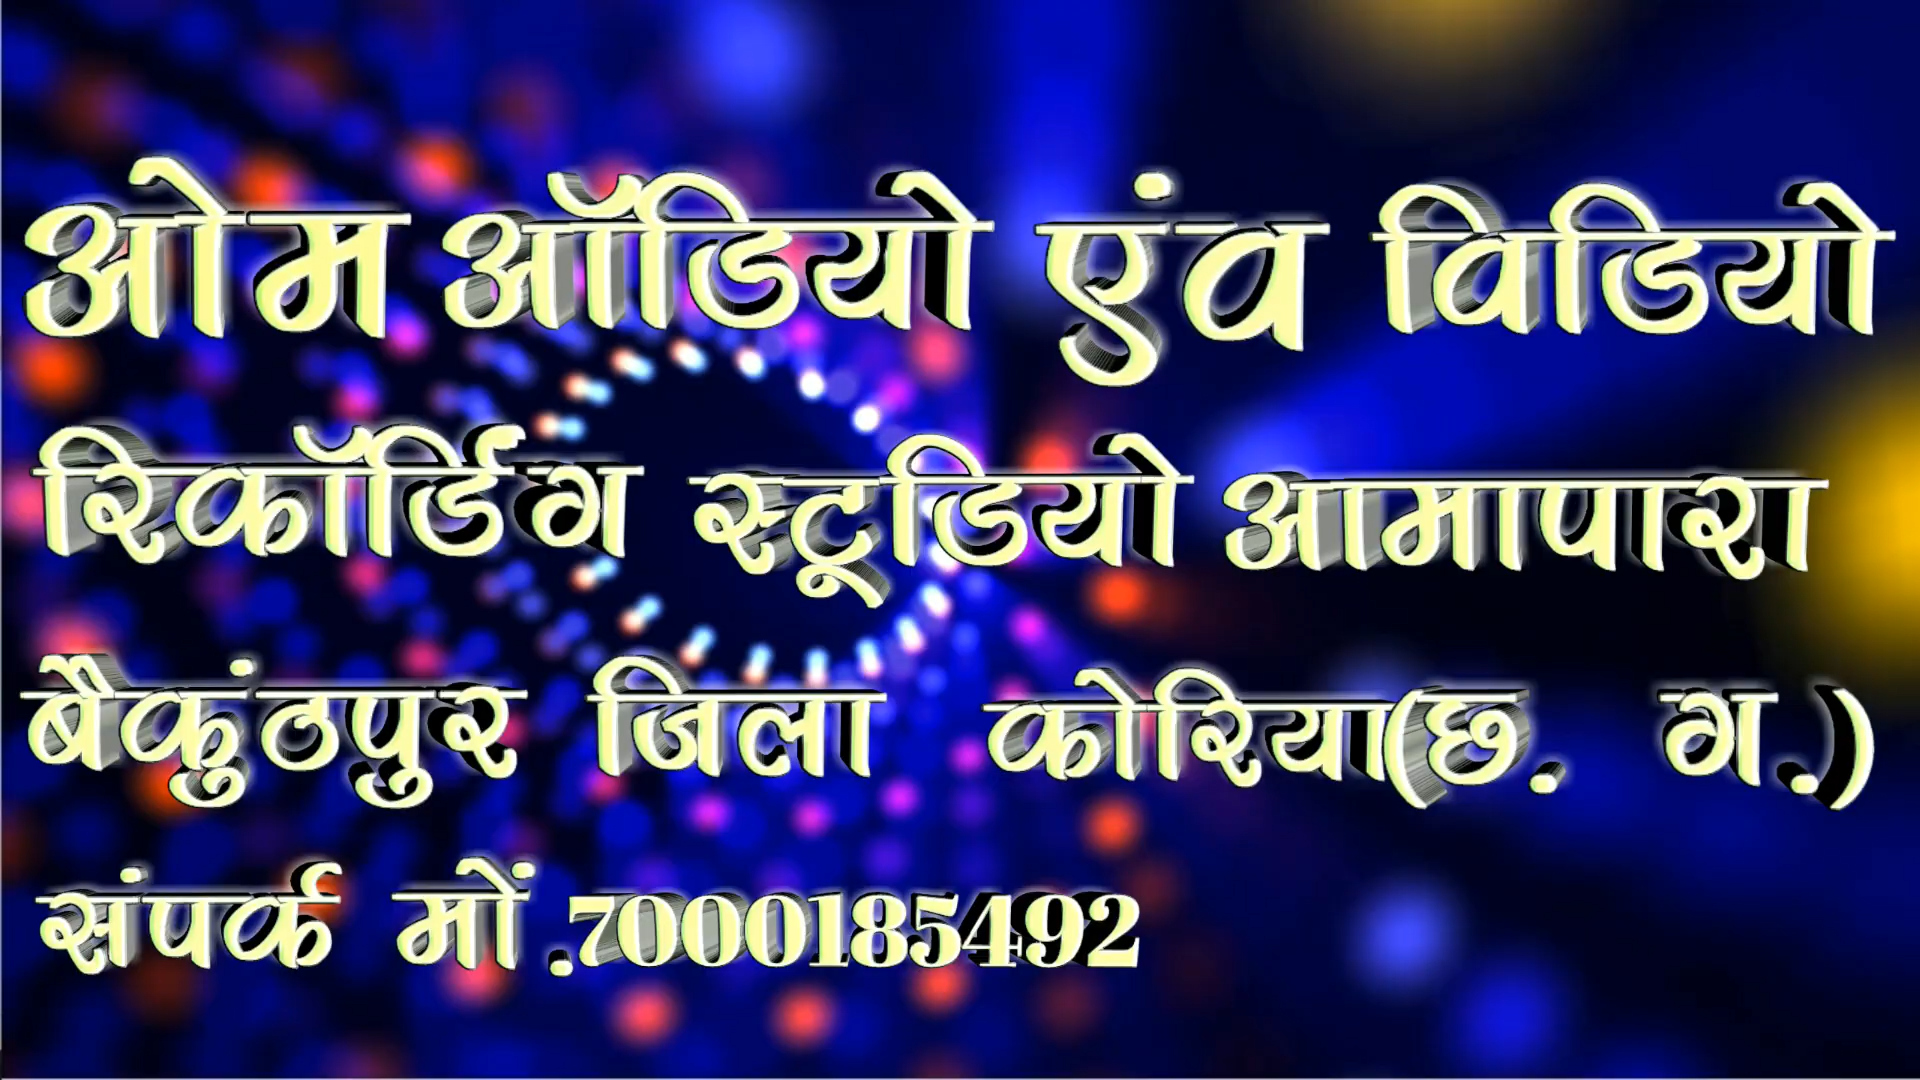 ओम ऑडियो एंव विडियो
रिकॉर्डिग स्टूडियो आमापारा
बैकुंठपुर जिला कोरिया(छ. ग.)
संपर्क मों .7000185492